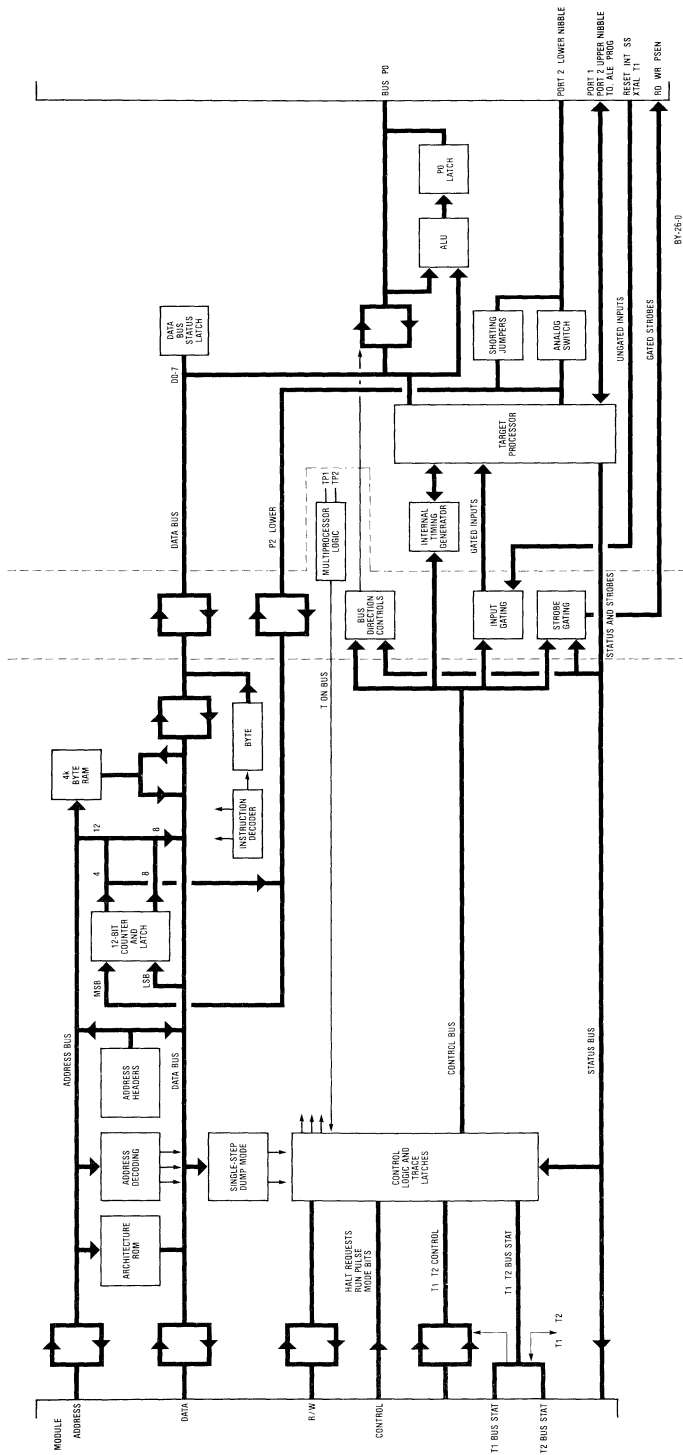 MODULE
ADDRESS
DATA
R/W
CONTROL
T1 BUS STAT
T2 BUS STAT
ARCHITECTURE
ROM
ADDRESS
DECODING
ADDRESS
HEADERS
ADDRESS BUS
DATA BUS
SINGLE-STEP
DUMP MODE
HALT REQUESTS
RUN PULSE
MODE BITS
T1 T2 CONTROL
T1 T2 BUS STAT
T1 T2
CONTROL
LOGIC AND
TRACE
LATCHES
MSB
LSB
12-BIT
COUNTER
AND
LATCH
4
8
12
8
4k
BYTE
RAM
INSTRUCTION
DECODER
BYTE
T ON BUS
CONTROL BUS
STATUS BUS
DATA BUS
D0-7
DATA
BUS
STATUS
LATCH
P2 LOWER
MULTIPROCESSOR
LOGIC
TP1
TP2
BUS
DIRECTION
CONTROLS
INTERNAL
TIMING
GENERATOR
INPUT
GATING
GATED INPUTS
STROBE
GATING
STATUS AND STROBES
TARGET
PROCESSOR
SHORTING
JUMPERS
ANALOG
SWITCH
ALU
P0
LATCH
UNGATED INPUTS
GATED STROBES
BUS P0
PORT 2 LOWER NIBBLE
PORT 1
PORT 2 UPPER NIBBLE
TO, ALE PROG
RESET INT SS
XTAL T1
RD WR PSEN
BY-26-0